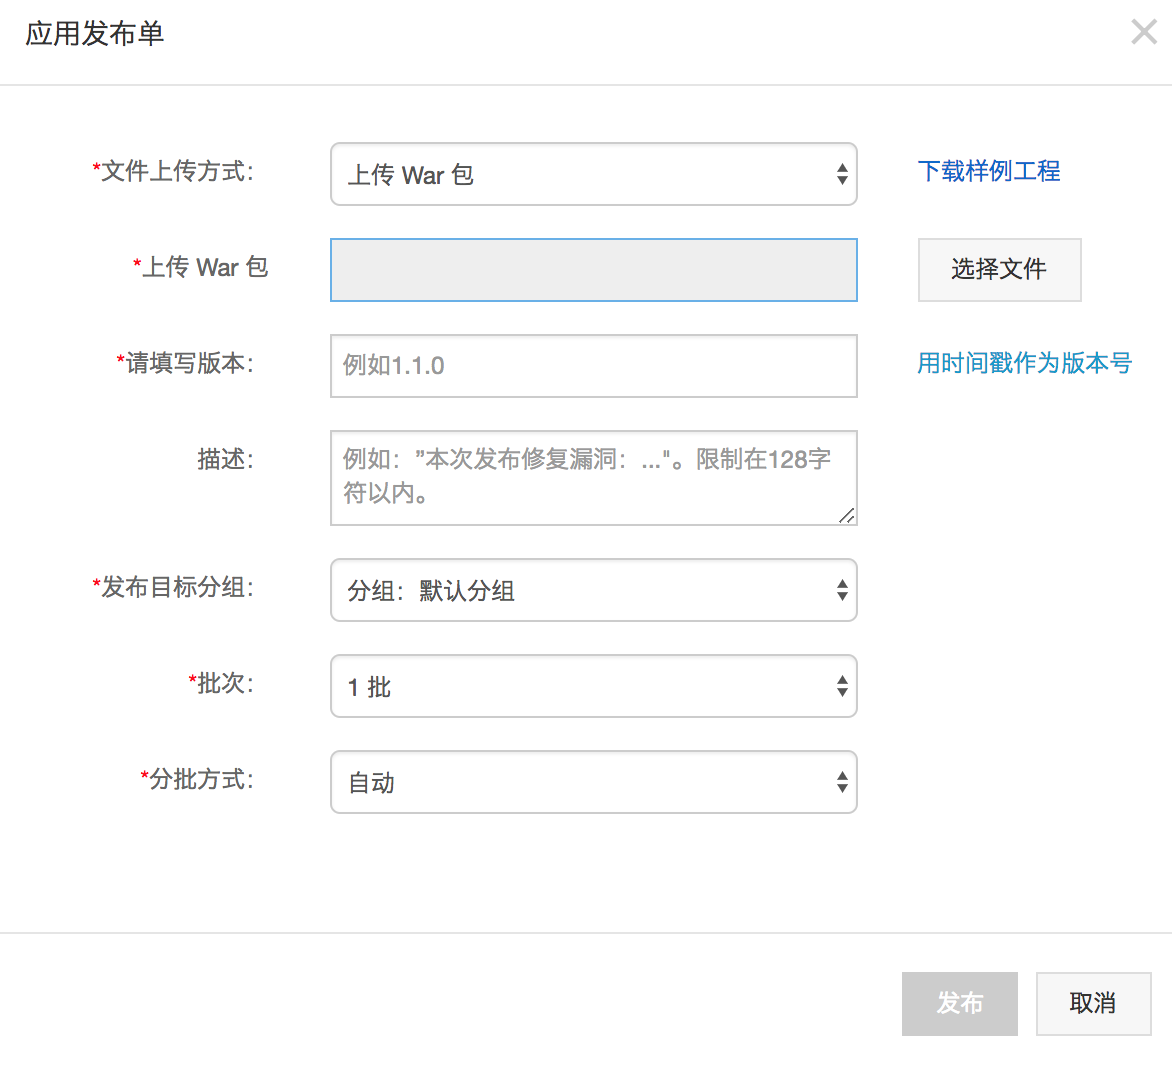 应用发布单
*文件上传方式:
上传 War 包
下载样例工程
*上传 War 包
选择文件
*请填写版本:
例如1.1.0
用时间戳作为版本号
描述:
例如：”本次发布修复漏洞：..."。限制在128字
符以内。
*发布目标分组:
分组：默认分组
*批次:
1 批
*分批方式:
自动
发布
取消